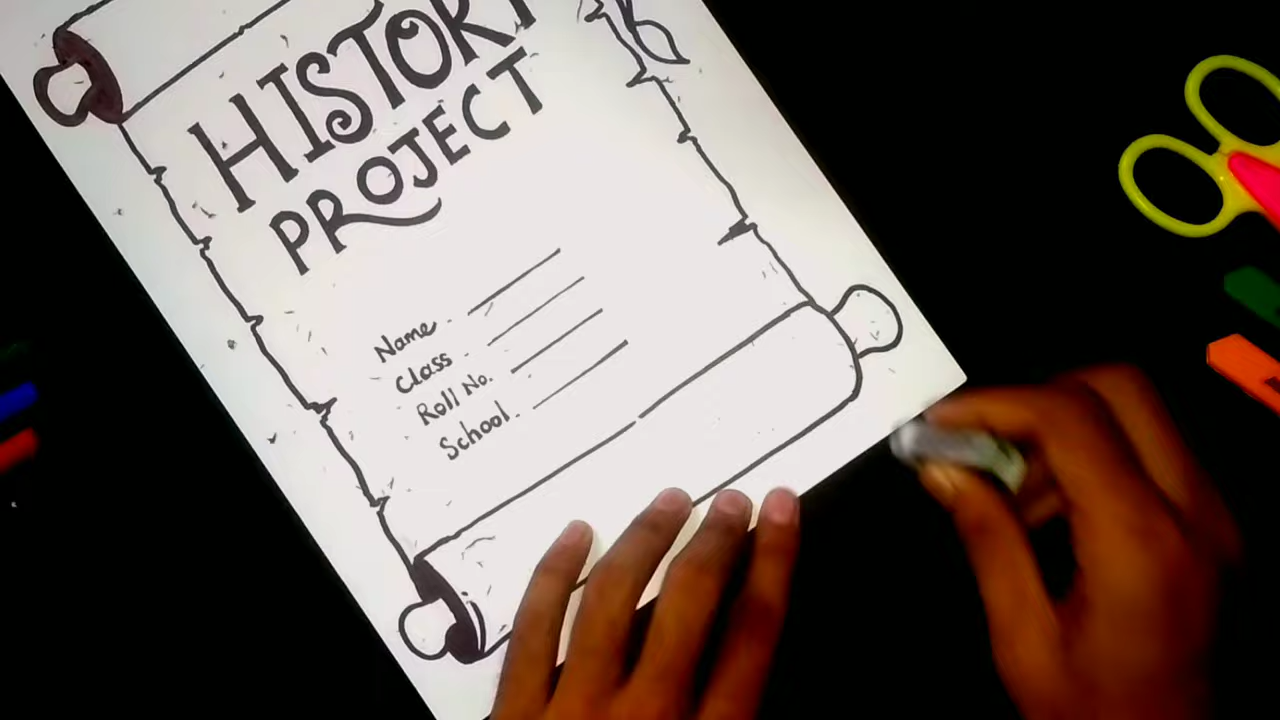 HISTORY
PROJECT
Name -
Class -
Roll No.
School -